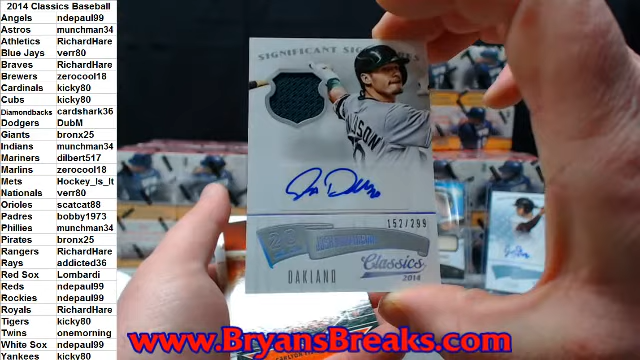 2014 Classics Baseball
Angels ndepaul99
Astros munchman34
Athletics RichardHare
Blue Jays verr80
Braves RichardHare
Brewers zerocool18
Cardinals kicky80
Cubs kicky80
Diamondbacks cardshark36
Dodgers DubM
Giants bronx25
Indians munchman34
Mariners dilbert517
Marlins zerocool18
Mets Hockey_Is_It
Nationals verr80
Orioles scatcat88
Padres bobby1973
Phillies munchman34
Pirates bronx25
Rangers RichardHare
Rays addicted36
Red Sox Lombardi
Reds ndepaul99
Rockies ndepaul99
Royals RichardHare
Tigers kicky80
Twins onemorning
White Sox ndepaul99
Yankees kicky80
SIGNIFICANT SIGNATURES
152/299
OAKLAND
Classics
2014
www.BryansBreaks.com